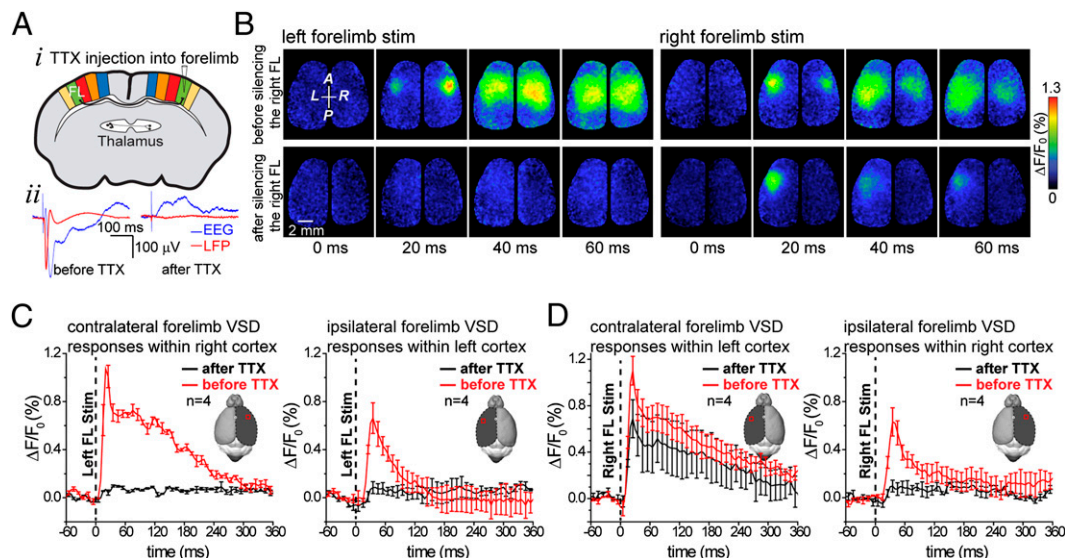 A
i TTX injection into forelimb
FL
Thalamus
ii
100 ms
100 μV
EEG
LFP
before TTX
after TTX
B
left forelimb stim
right forelimb stim
before silencing
the right FL
after silencing
the right FL
A
L R
P
2 mm
0 ms 20 ms 40 ms 60 ms 0 ms 20 ms 40 ms 60 ms
1.3
ΔF/F0 (%)
0
C
contralateral forelimb VSD
responses within right cortex
after TTX
before TTX
n=4
Left FL Stim
ΔF/F0 (%)
1.2
0.8
0.4
0.0
-60 0 60 120 180 240 300 360
time (ms)
ipsilateral forelimb VSD
responses within left cortex
after TTX
before TTX
n=4
Left FL Stim
ΔF/F0 (%)
1.2
0.8
0.4
0.0
-60 0 60 120 180 240 300 360
time (ms)
D
contralateral forelimb VSD
responses within left cortex
after TTX
before TTX
n=4
Right FL Stim
ΔF/F0 (%)
1.2
0.8
0.4
0.0
-60 0 60 120 180 240 300 360
time (ms)
ipsilateral forelimb VSD
responses within right cortex
after TTX
before TTX
n=4
Right FL Stim
ΔF/F0 (%)
1.2
0.8
0.4
0.0
-60 0 60 120 180 240 300 360
time (ms)